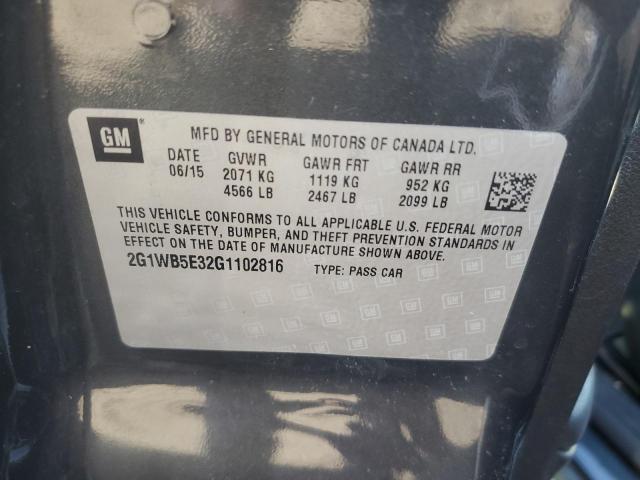 GM
MFD BY GENERAL MOTORS OF CANADA LTD.
DATE GVWR GAWR FRT GAWR RR
06/15 2071 KG 1119 KG 952 KG
4566 LB 2467 LB 2099 LB
THIS VEHICLE CONFORMS TO ALL APPLICABLE U.S. FEDERAL MOTOR
VEHICLE SAFETY, BUMPER, AND THEFT PREVENTION STANDARDS IN
EFFECT ON THE DATE OF MANUFACTURE SHOWN ABOVE.
2G1WB5E32G1102816 TYPE: PASS CAR